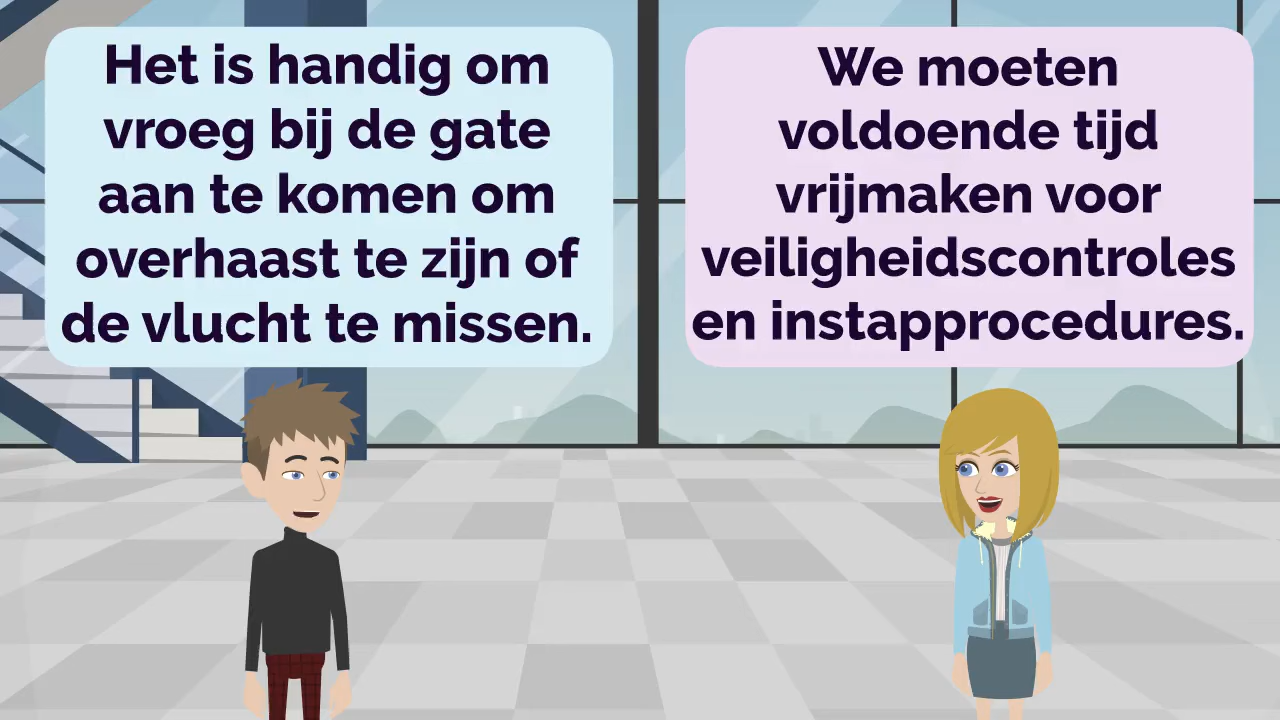 Het is handig om
vroeg bij de gate
aan te komen om
overhaast te zijn of
de vlucht te missen.
We moeten
voldoende tijd
vrijmaken voor
veiligheidscontroles
en instapprocedures.